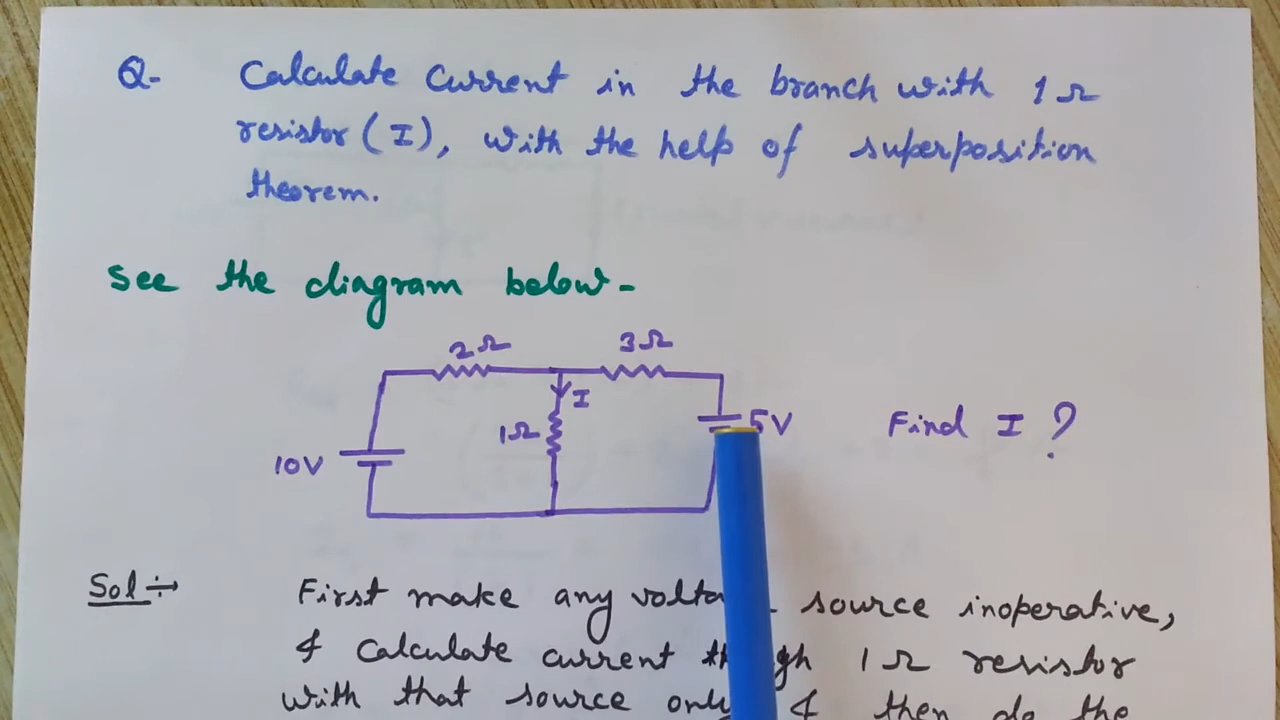 Q- Calculate current in the branch with 1Ω
resistor (I), with the help of superposition
theorem.
See the diagram below-
2Ω 3Ω
I
1Ω 5V Find I ?
10V
Sol ÷ First make any source inoperative,
& calculate current 1Ω resistor
with that source only & then do the